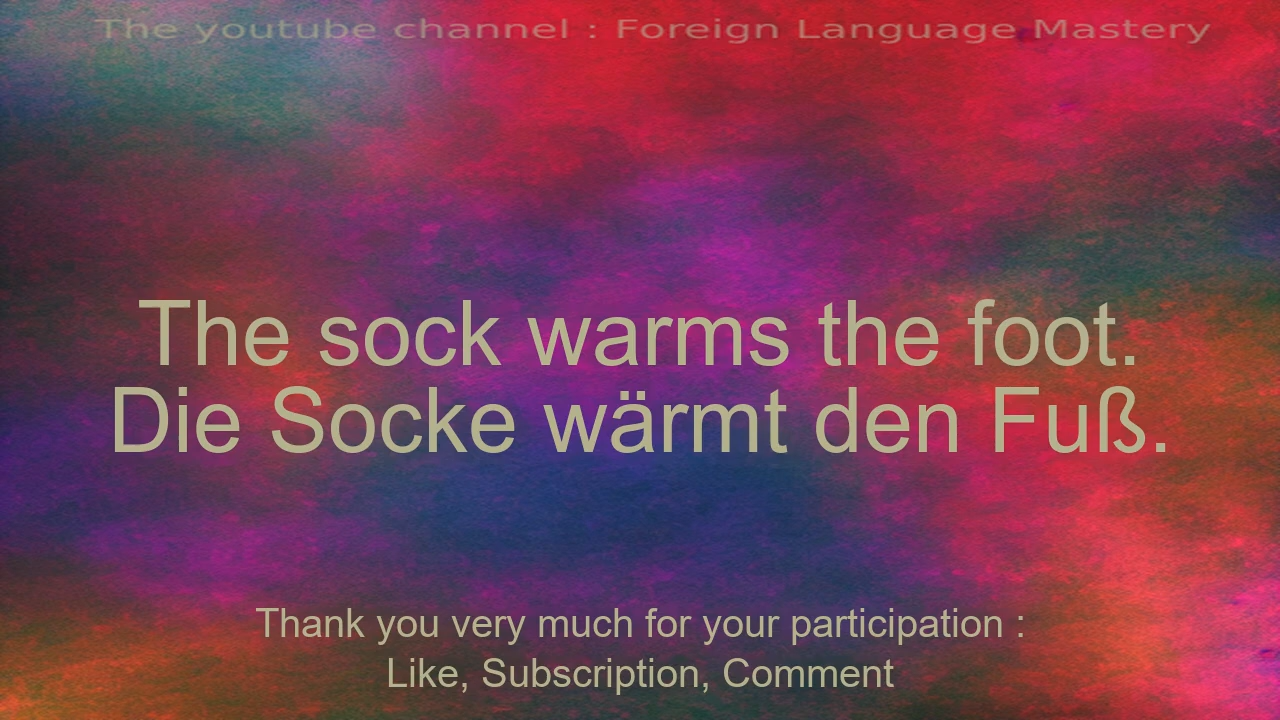 The youtube channel : Foreign Language Mastery
The sock warms the foot.
Die Socke wärmt den Fuß.
Thank you very much for your participation :
Like, Subscription, Comment